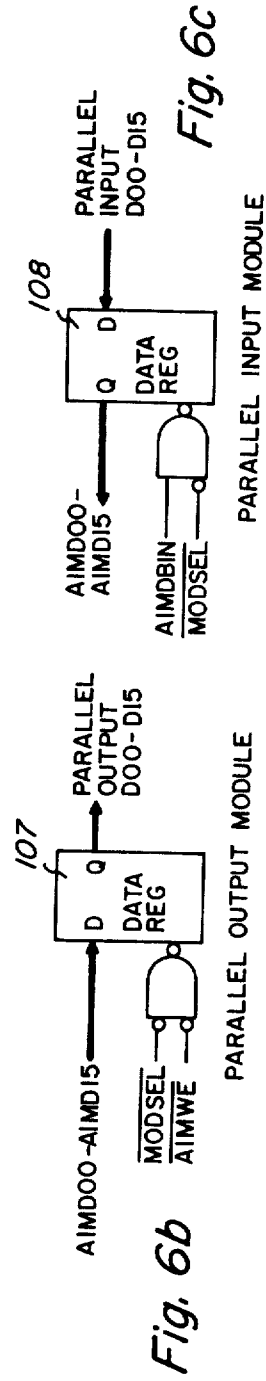 Fig. 6b
AIMD00-AIMD15
107
D Q
DATA
REG
PARALLEL
OUTPUT
D00-D15
MODSEL
AIMWE
PARALLEL OUTPUT MODULE
AIMD00-
AIMD15
108
Q D
DATA
REG
PARALLEL
INPUT
D00-D15
AIMDBIN
MODSEL
PARALLEL INPUT MODULE
Fig. 6c